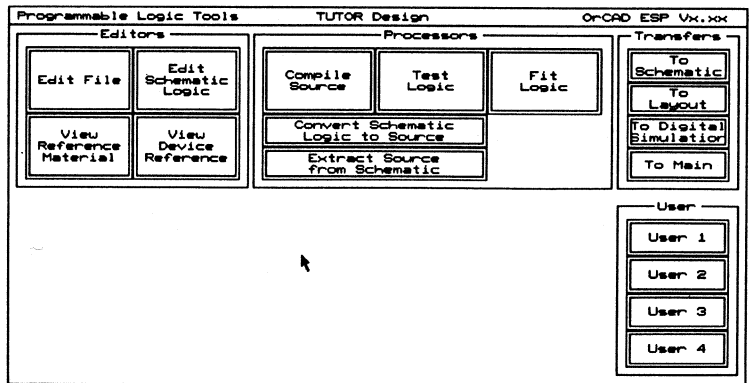 Programmable Logic Tools TUTOR Design OrCAD ESP Vx.xx
Editors
Edit File
Edit
Schematic
Logic
View
Reference
Material
View
Device
Reference
Processors
Compile
Source
Test
Logic
Fit
Logic
Convert Schematic
Logic to Source
Extract Source
from Schematic
Transfers
To
Schematic
To
Layout
To Digital
Simulation
To Main
User
User 1
User 2
User 3
User 4